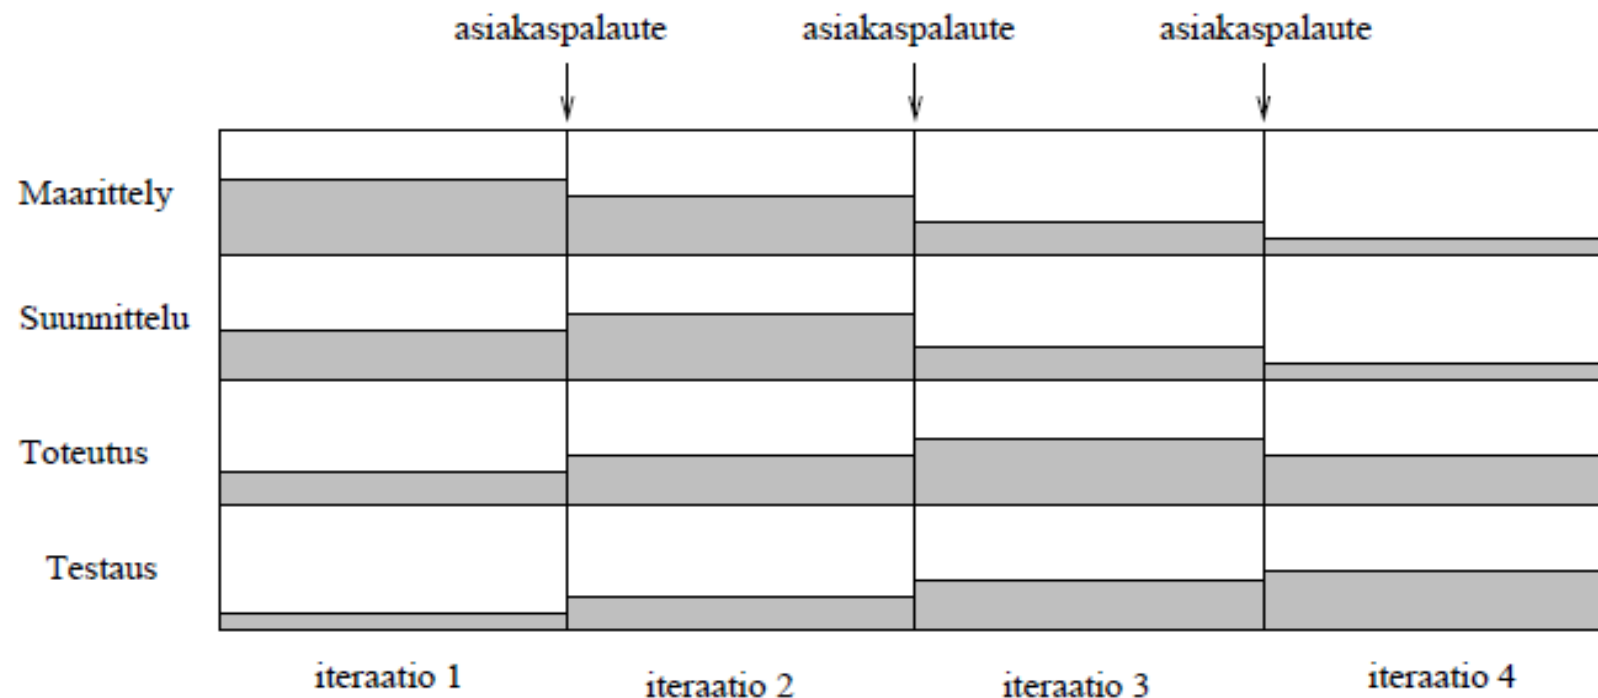 asiakaspalaute asiakaspalaute asiakaspalaute
Maarittely
Suunnittelu
Toteutus
Testaus
iteraatio 1 iteraatio 2 iteraatio 3 iteraatio 4